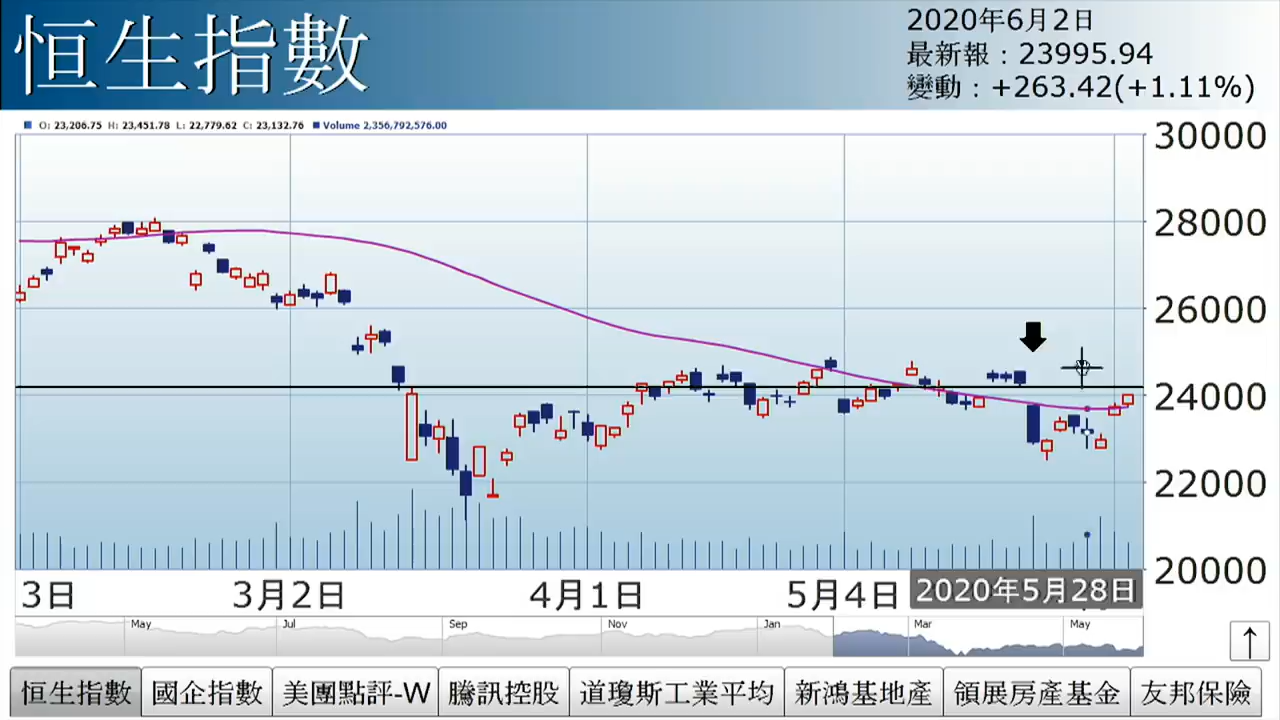 恒生指數
2020年6月2日
最新報：23995.94
變動：+263.42(+1.11%)
O: 23,206.75 H: 23,451.78 L: 22,779.62 C: 23,132.76 Volume 2,356,792,576.00
30000
28000
26000
24000
22000
20000
3日 3月2日 4月1日 5月4日 2020年5月28日
May Jul Sep Nov Jan Mar May
恒生指數 國企指數 美團點評-W 騰訊控股 道瓊斯工業平均 新鴻基地產 領展房產基金 友邦保險